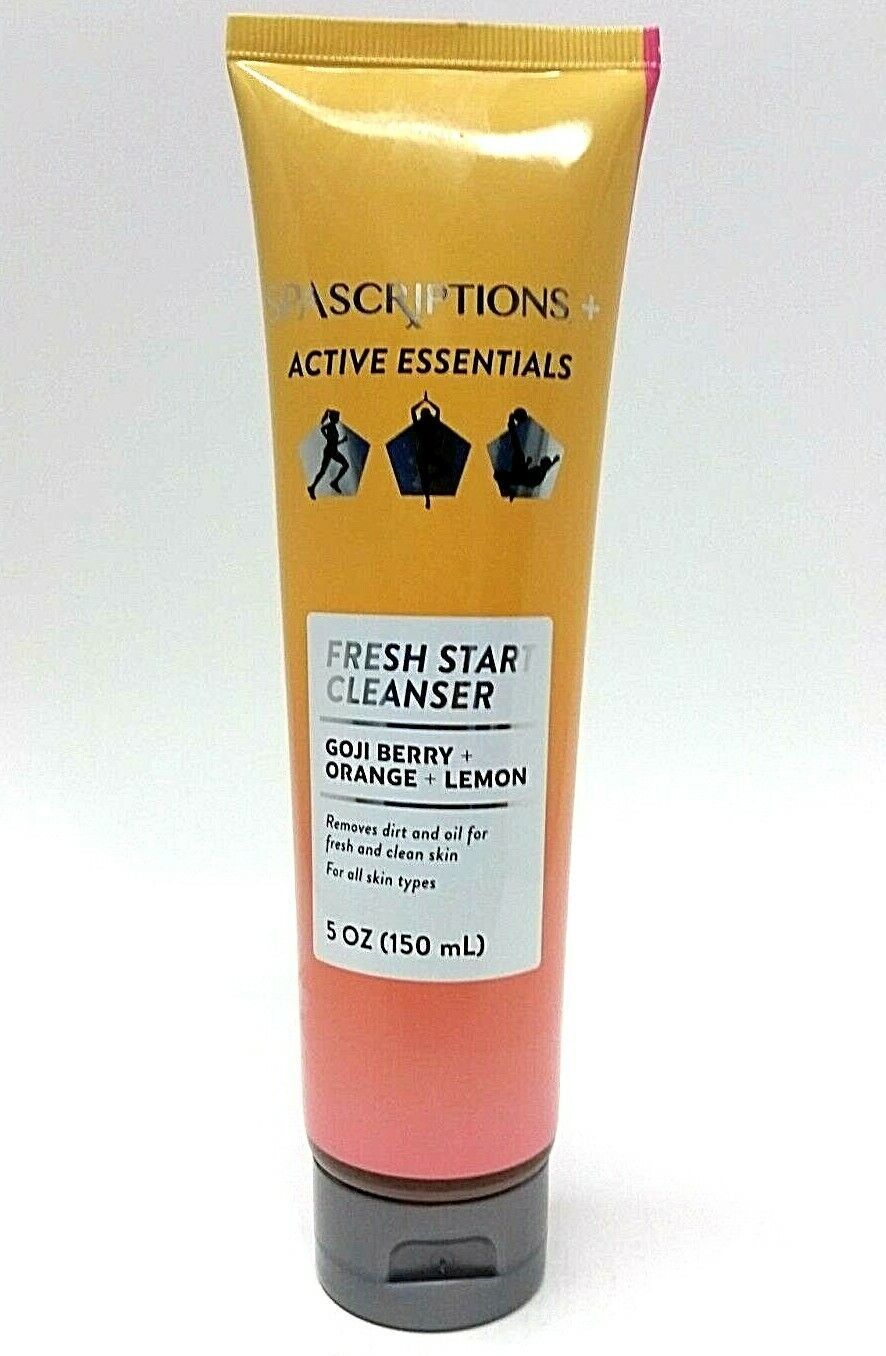 SPASCRIPTIONS +
ACTIVE ESSENTIALS
FRESH START
CLEANSER
GOJI BERRY +
ORANGE + LEMON
Removes dirt and oil for
fresh and clean skin
For all skin types
5 OZ (150 mL)